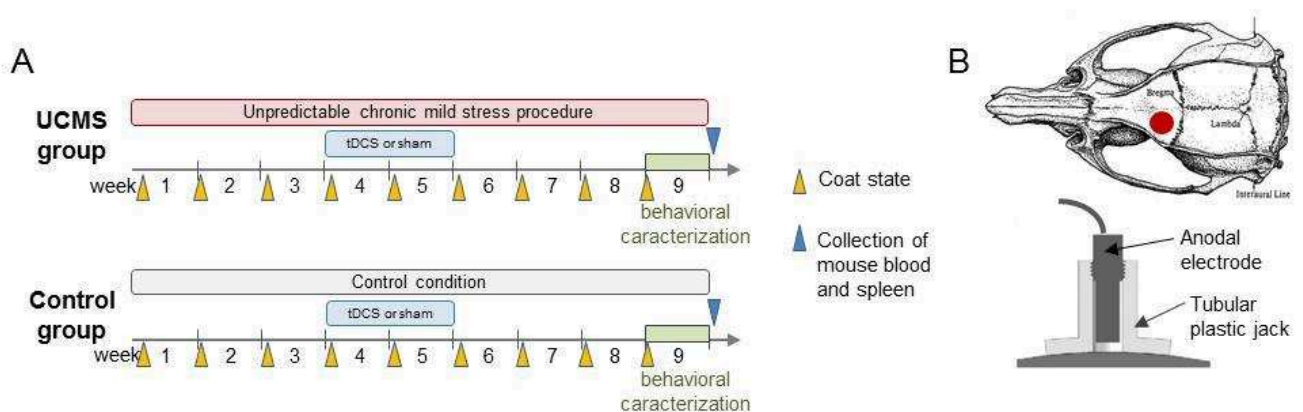 A
Unpredictable chronic mild stress procedure
UCMS
group
tDCS or sham
week 1 2 3 4 5 6 7 8 9
behavioral
caracterization
Control condition
Control
group
tDCS or sham
week 1 2 3 4 5 6 7 8 9
behavioral
caracterization
Coat state
Collection of
mouse blood
and spleen
B
Bregma
Lambda
Interaural Line
Anodal
electrode
Tubular
plastic jack